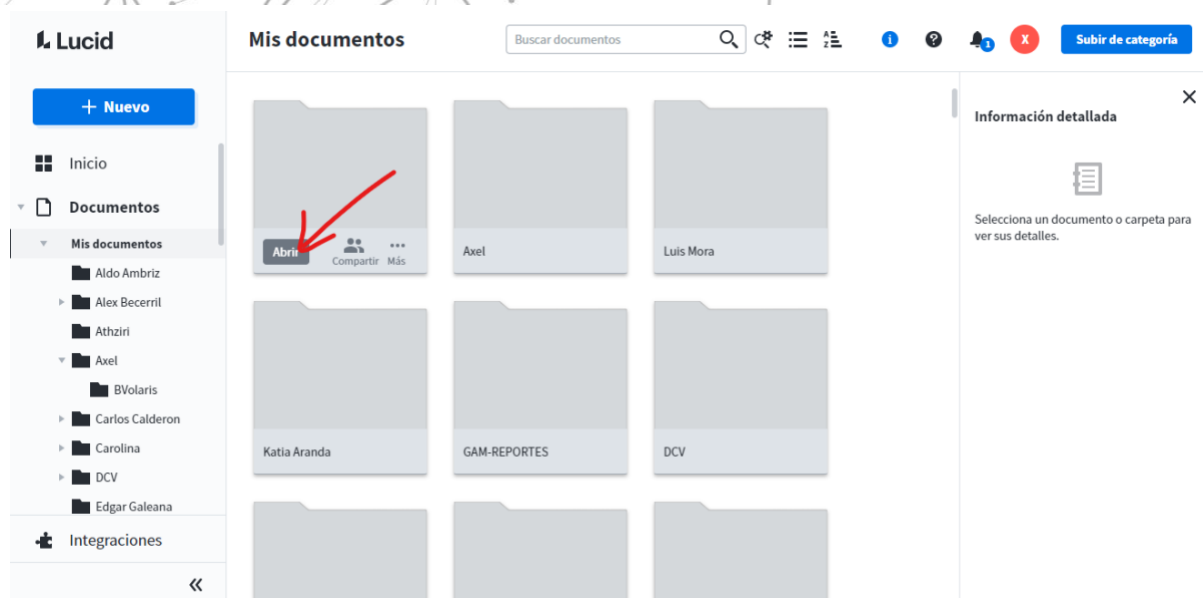 Lucid
Mis documentos
Buscar documentos
1
X
Subir de categoría
+ Nuevo
Inicio
Documentos
Mis documentos
Aldo Ambriz
Alex Becerril
Athziri
Axel
BVolaris
Carlos Calderon
Carolina
DCV
Edgar Galeana
Integraciones
Abrir
Compartir
Más
Axel
Luis Mora
Katia Aranda
GAM-REPORTES
DCV
Información detallada
Selecciona un documento o carpeta para
ver sus detalles.